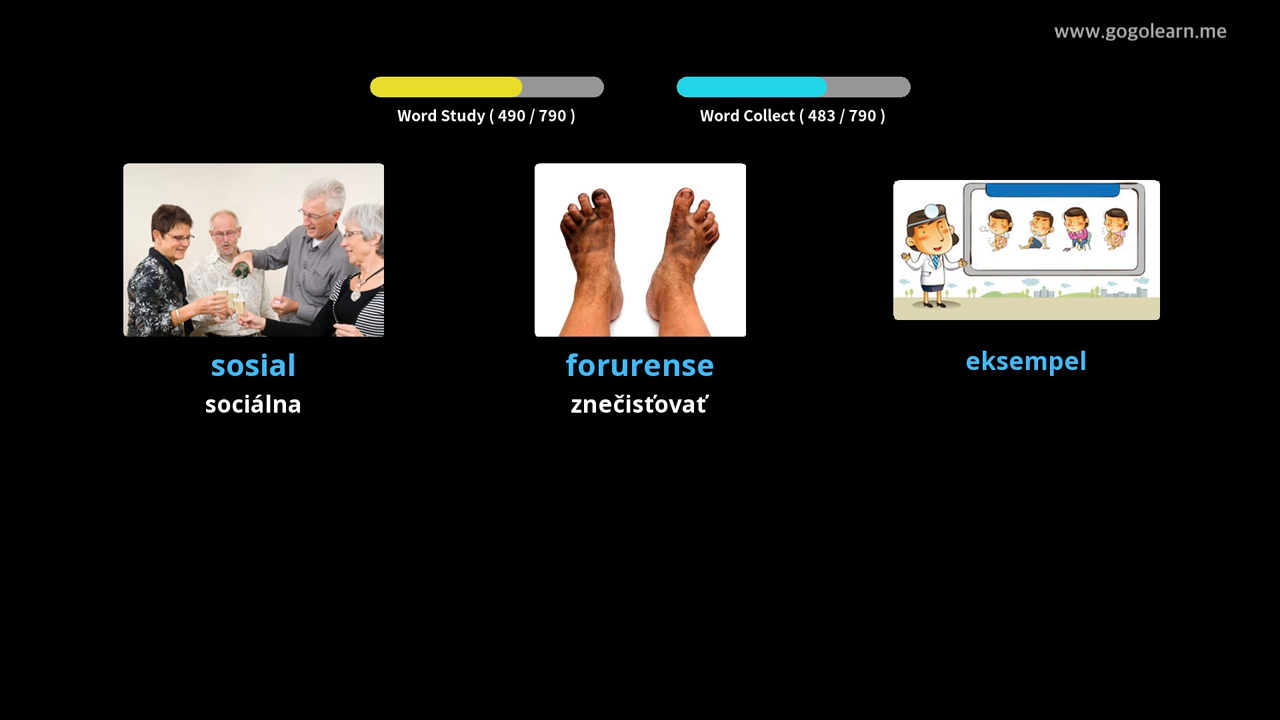 www.gogolearn.me
Word Study ( 490 / 790 )
Word Collect ( 483 / 790 )
sosial
sociálna
forurense
znečisťovať
eksempel